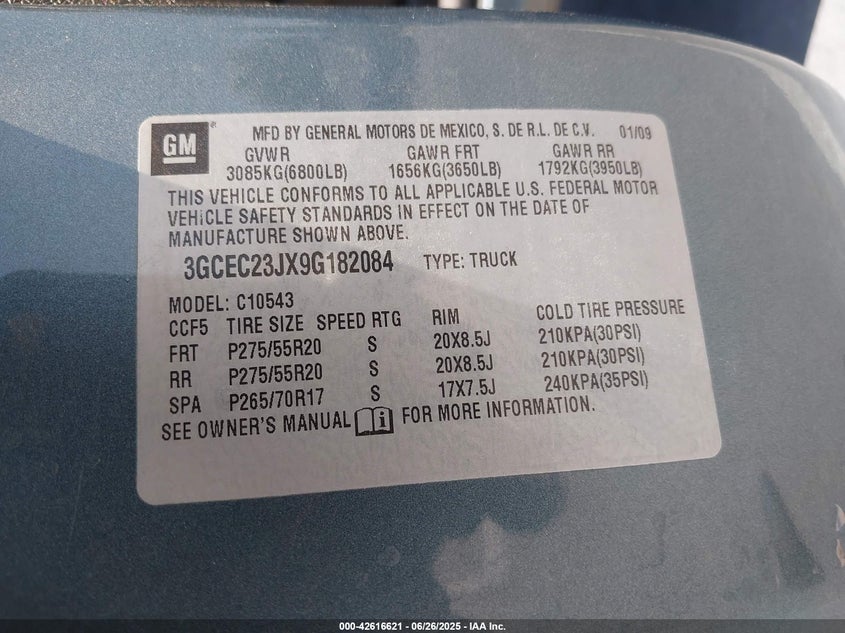 GM
MFD BY GENERAL MOTORS DE MEXICO, S. DE R.L. DE C.V. 01/09
GVWR GAWR FRT GAWR RR
3085KG(6800LB) 1656KG(3650LB) 1792KG(3950LB)
THIS VEHICLE CONFORMS TO ALL APPLICABLE U.S. FEDERAL MOTOR
VEHICLE SAFETY STANDARDS IN EFFECT ON THE DATE OF
MANUFACTURE SHOWN ABOVE.
3GCEC23JX9G182084 TYPE: TRUCK
MODEL: C10543
CCF5 TIRE SIZE SPEED RTG RIM COLD TIRE PRESSURE
FRT P275/55R20 S 20X8.5J 210KPA(30PSI)
RR P275/55R20 S 20X8.5J 210KPA(30PSI)
SPA P265/70R17 S 17X7.5J 240KPA(35PSI)
SEE OWNER'S MANUAL i FOR MORE INFORMATION.
000-42616621 - 06/26/2025 - IAA Inc.